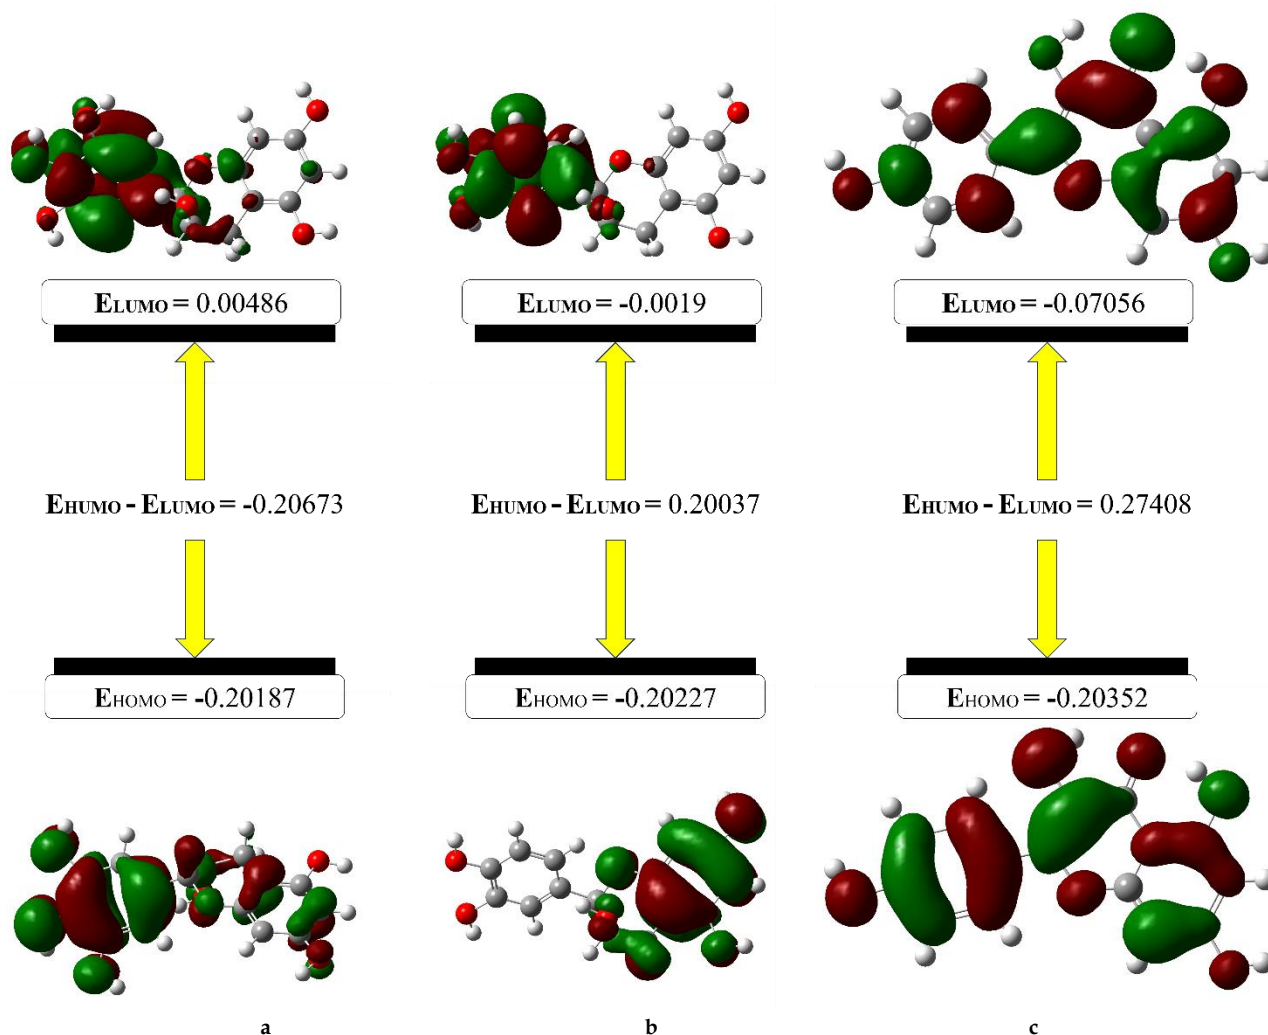 ELUMO = 0.00486
ELUMO = -0.0019
ELUMO = -0.07056
EHUMO - ELUMO = -0.20673
EHUMO - ELUMO = 0.20037
EHUMO - ELUMO = 0.27408
EHOMO = -0.20187
EHOMO = -0.20227
EHOMO = -0.20352
a
b
c